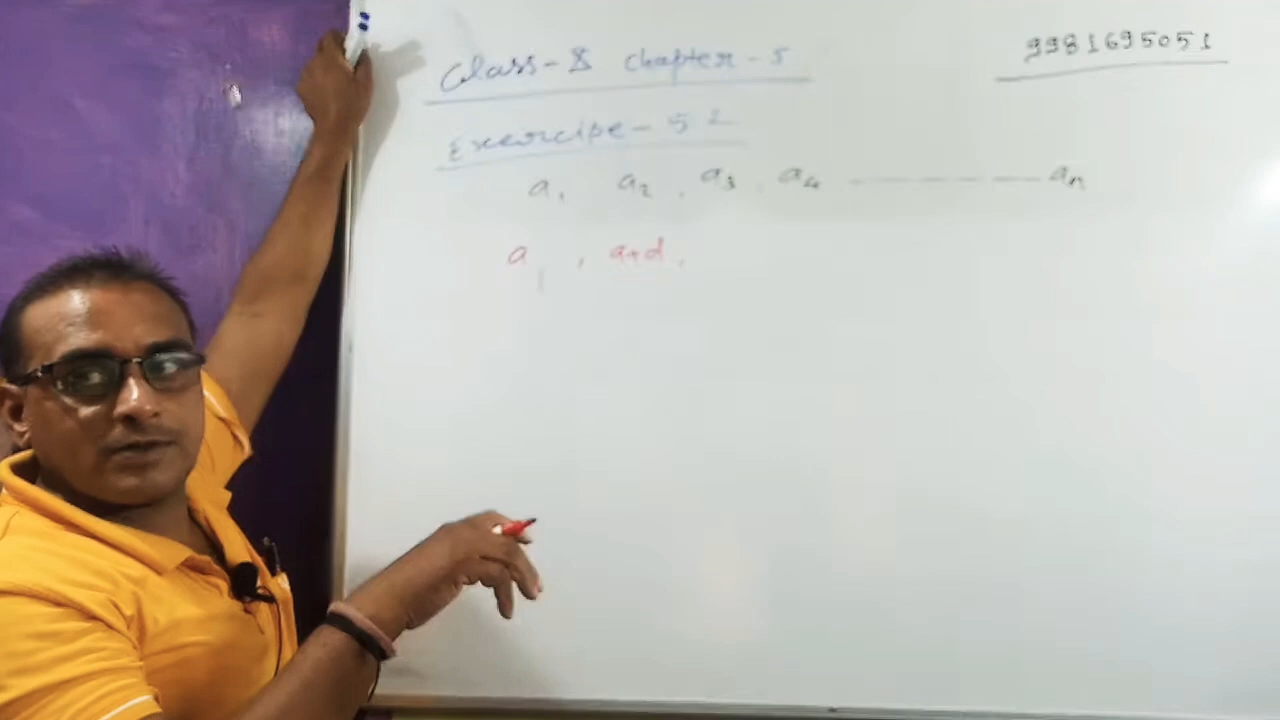 9981695051
Class-X Chapter-5
Exercise-5.2
a₁ a₂, a₃, a₄ ---------- aₙ
a, a+d,